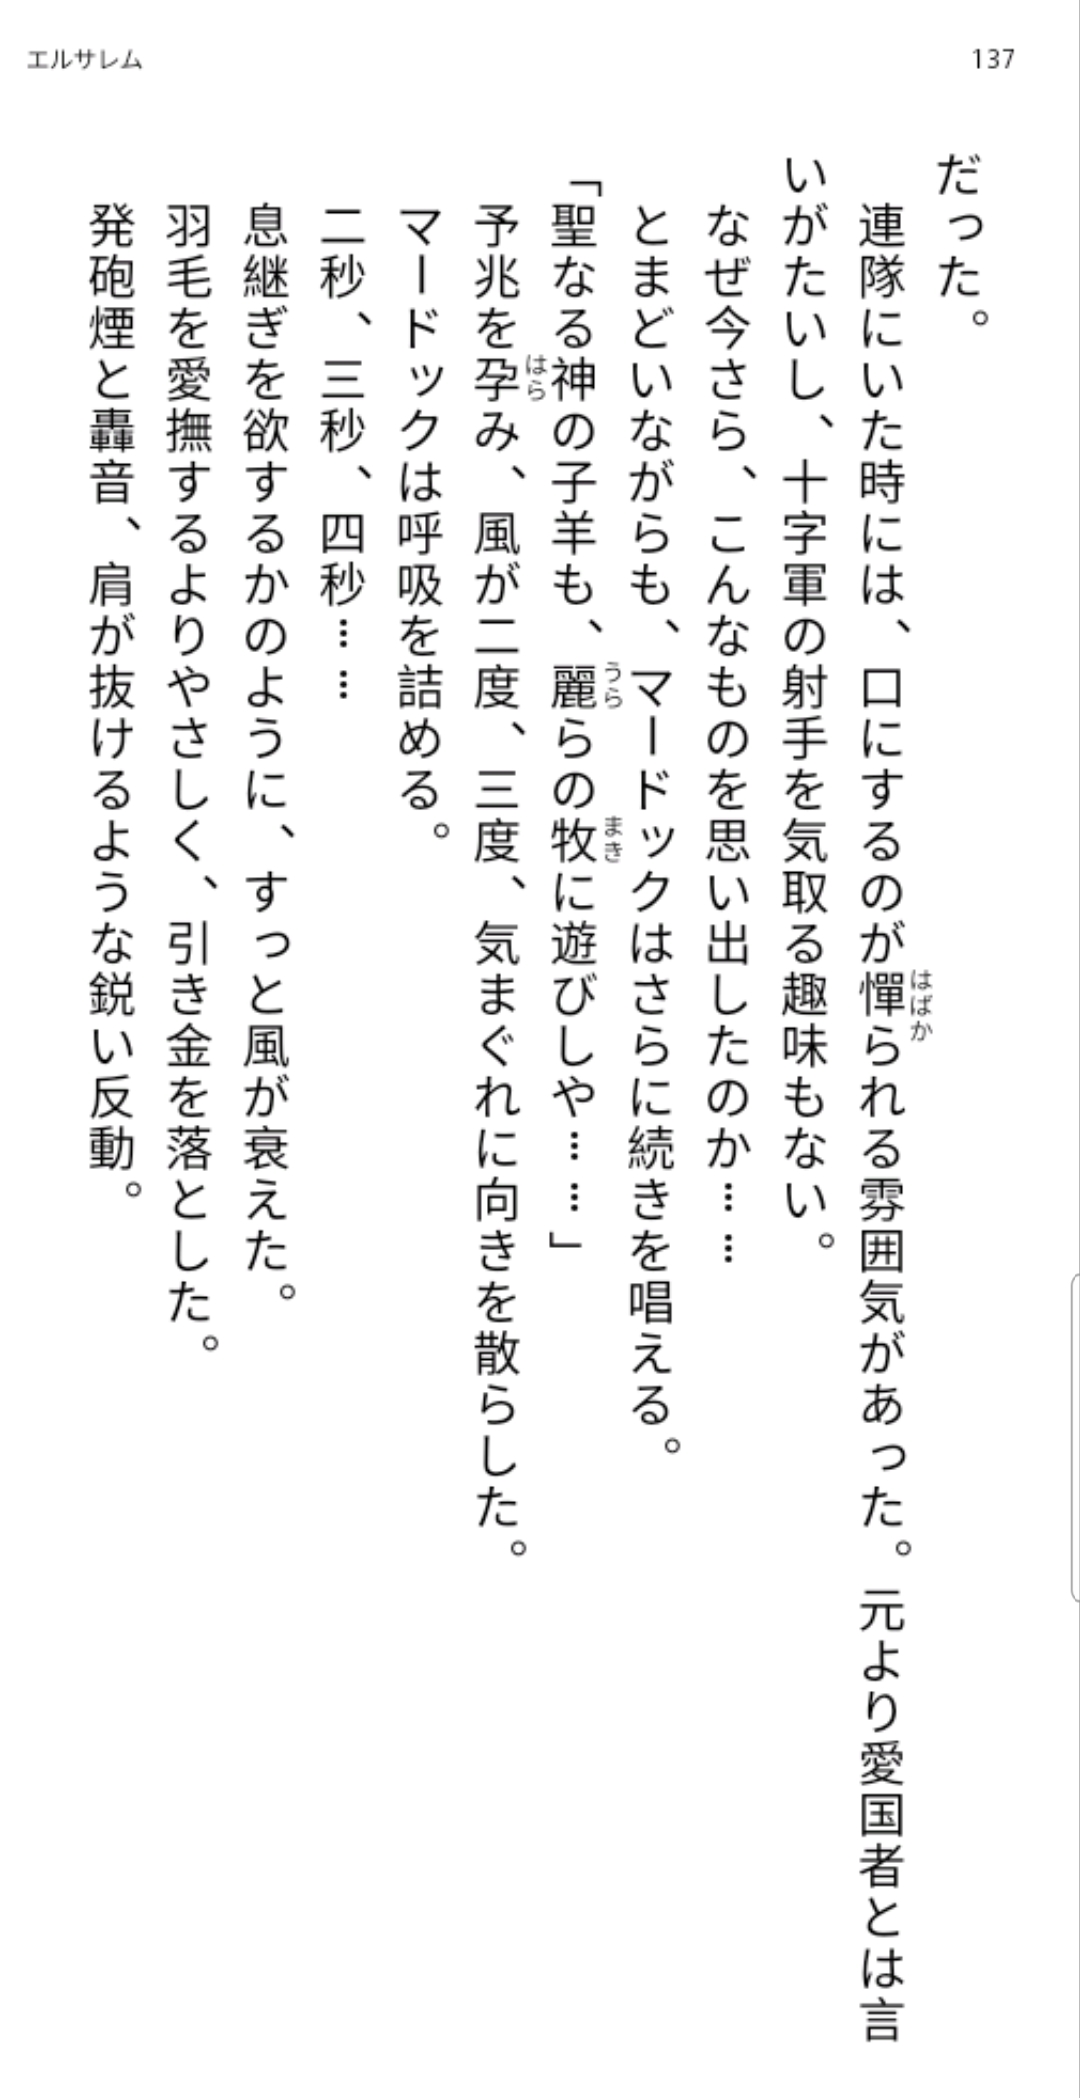 エルサレム
137
だった。
連隊にいた時には、口にするのが憚られる雰囲気があった。元より愛国者とは言
いがたいし、十字軍の射手を気取る趣味もない。
なぜ今さら、こんなものを思い出したのか……
とまどいながらも、マードックはさらに続きを唱える。
「聖なる神の子羊も、麗らの牧に遊びしや……」
予兆を孕み、風が二度、三度、気まぐれに向きを散らした。
マードックは呼吸を詰める。
二秒、三秒、四秒……
息継ぎを欲するかのように、すっと風が衰えた。
羽毛を愛撫するよりやさしく、引き金を落とした。
発砲煙と轟音、肩が抜けるような鋭い反動。
はばか
うら
まき
はら